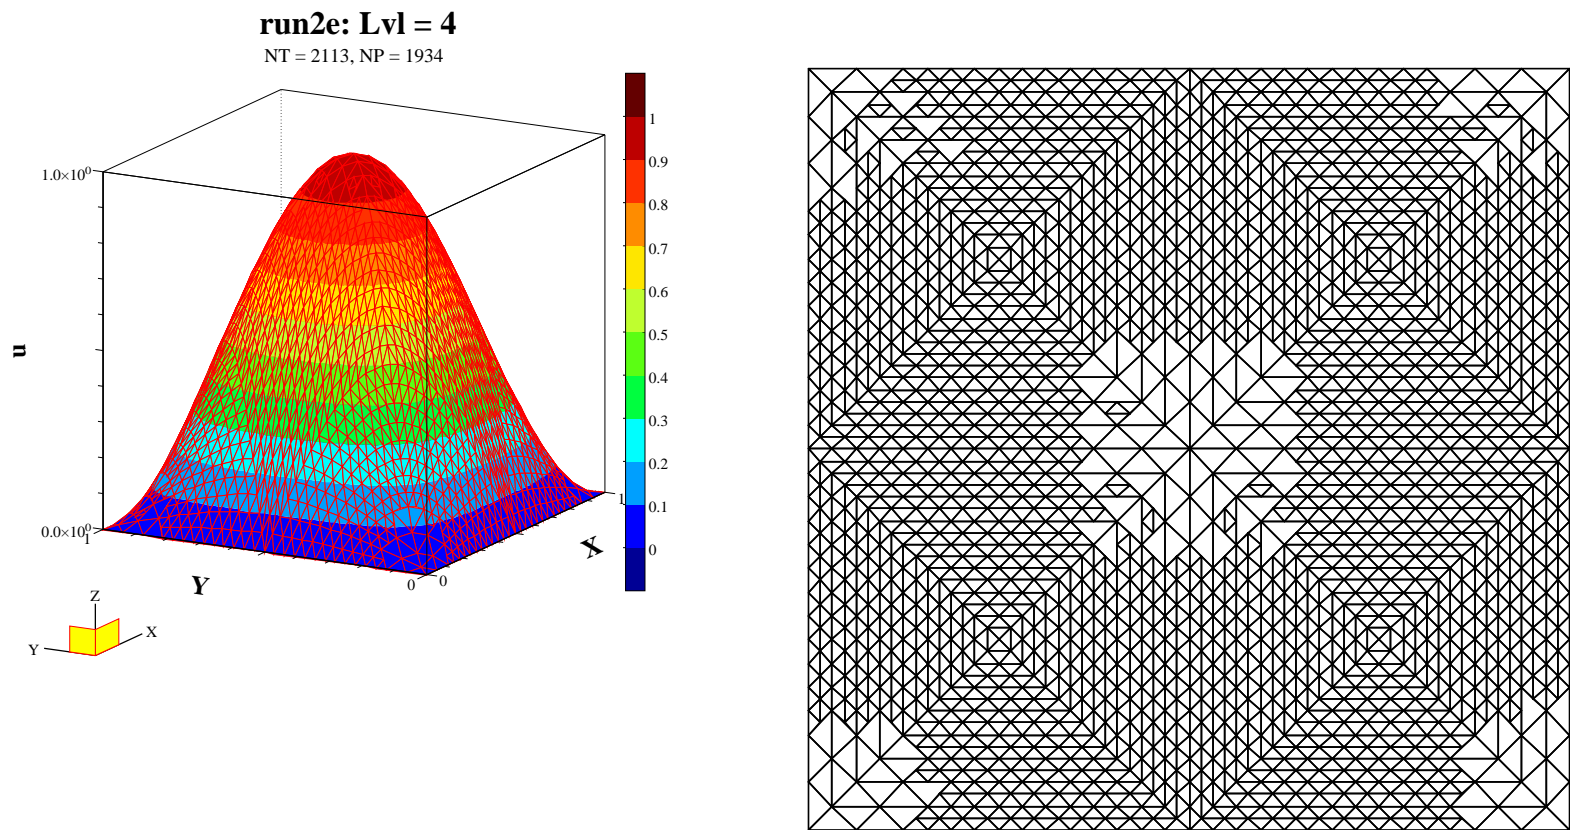 run2e: Lvl = 4
NT = 2113, NP = 1934
1.0×10⁰
u
0.0×10⁰
1
Y
0
0
X
1
1
0.9
0.8
0.7
0.6
0.5
0.4
0.3
0.2
0.1
0
Z
X
Y